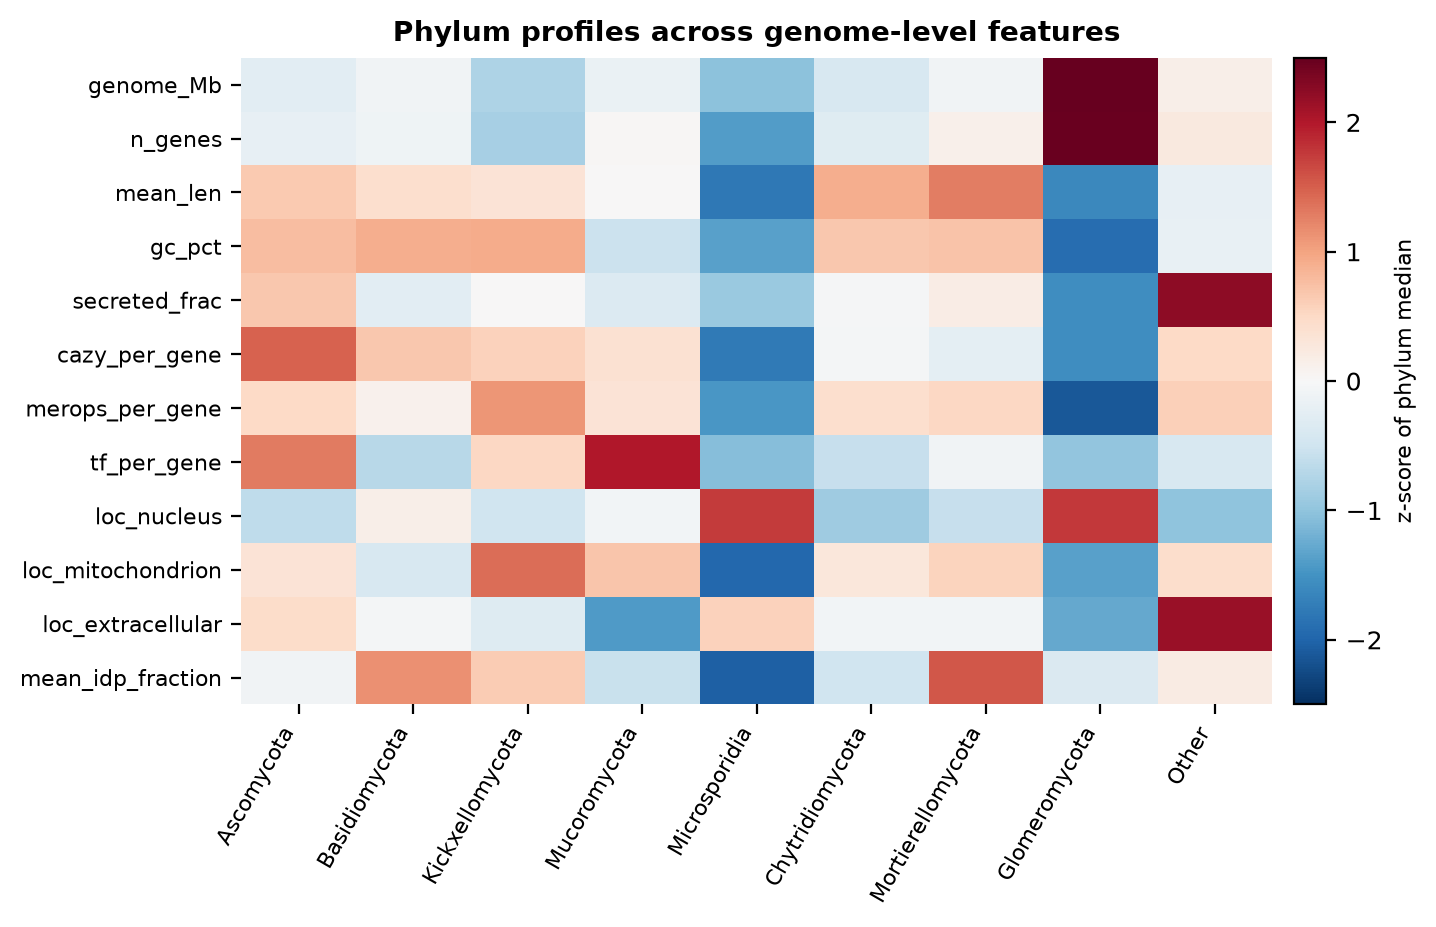 Phylum profiles across genome-level features
genome_Mb
n_genes
mean_len
gc_pct
secreted_frac
cazy_per_gene
merops_per_gene
tf_per_gene
loc_nucleus
loc_mitochondrion
loc_extracellular
mean_idp_fraction
Ascomycota
Basidiomycota
Kickxellomycota
Mucoromycota
Microsporidia
Chytridiomycota
Mortierellomycota
Glomeromycota
Other
2
1
0
−1
−2
z-score of phylum median